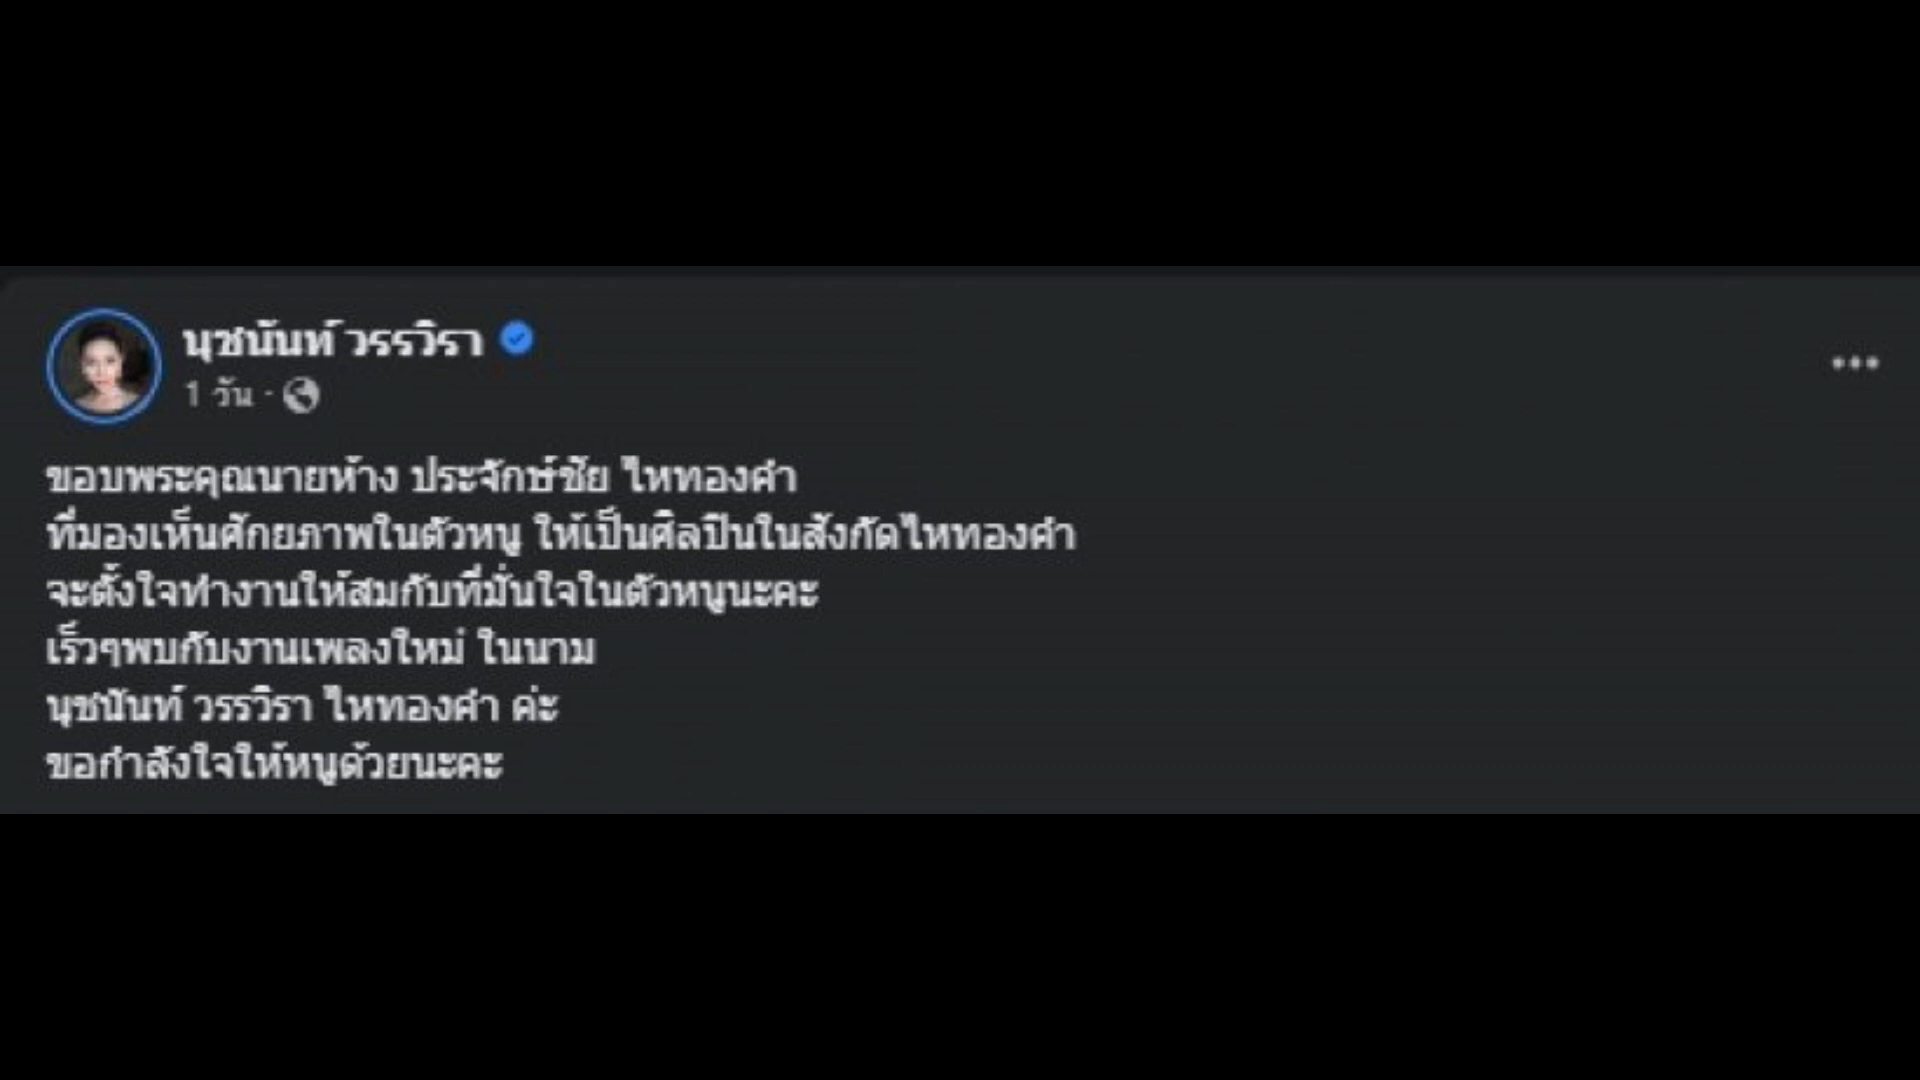 นุชนันท์ วรรวิรา
1 วัน ·
ขอบพระคุณนายห้าง ประจักษ์ชัย ไหทองคำ
ที่มองเห็นศักยภาพในตัวหนู ให้เป็นศิลปินในสังกัดไหทองคำ
จะตั้งใจทำงานให้สมกับที่มั่นใจในตัวหนูนะคะ
เร็วๆพบกับงานเพลงใหม่ ในนาม
นุชนันท์ วรรวิรา ไหทองคำ ค่ะ
ขอกำลังใจให้หนูด้วยนะคะ